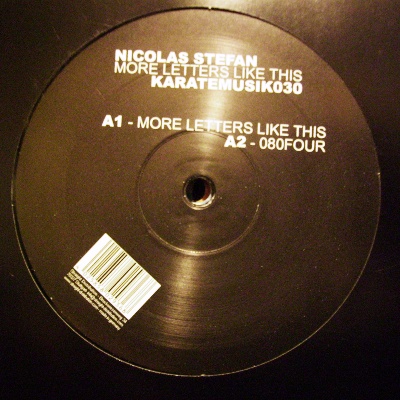 NICOLAS STEFAN
MORE LETTERS LIKE THIS
KARATEMUSIK030
A1 - MORE LETTERS LIKE THIS
A2 - 080FOUR